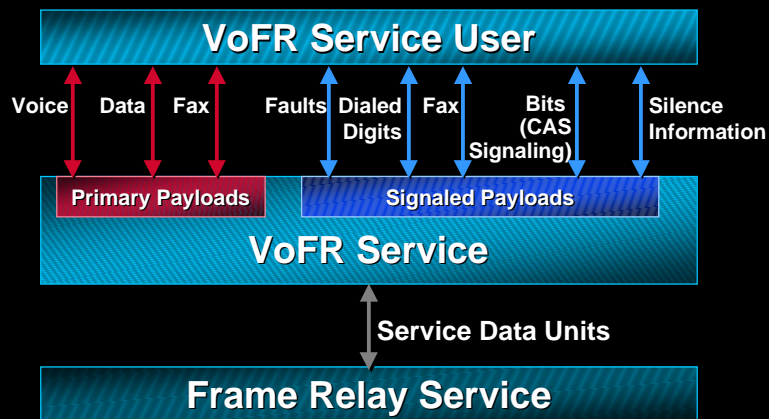 VoFR Service User
Voice
Data
Fax
Faults
Dialed
Digits
Fax
Bits
(CAS
Signaling)
Silence
Information
Primary Payloads
Signaled Payloads
VoFR Service
Service Data Units
Frame Relay Service